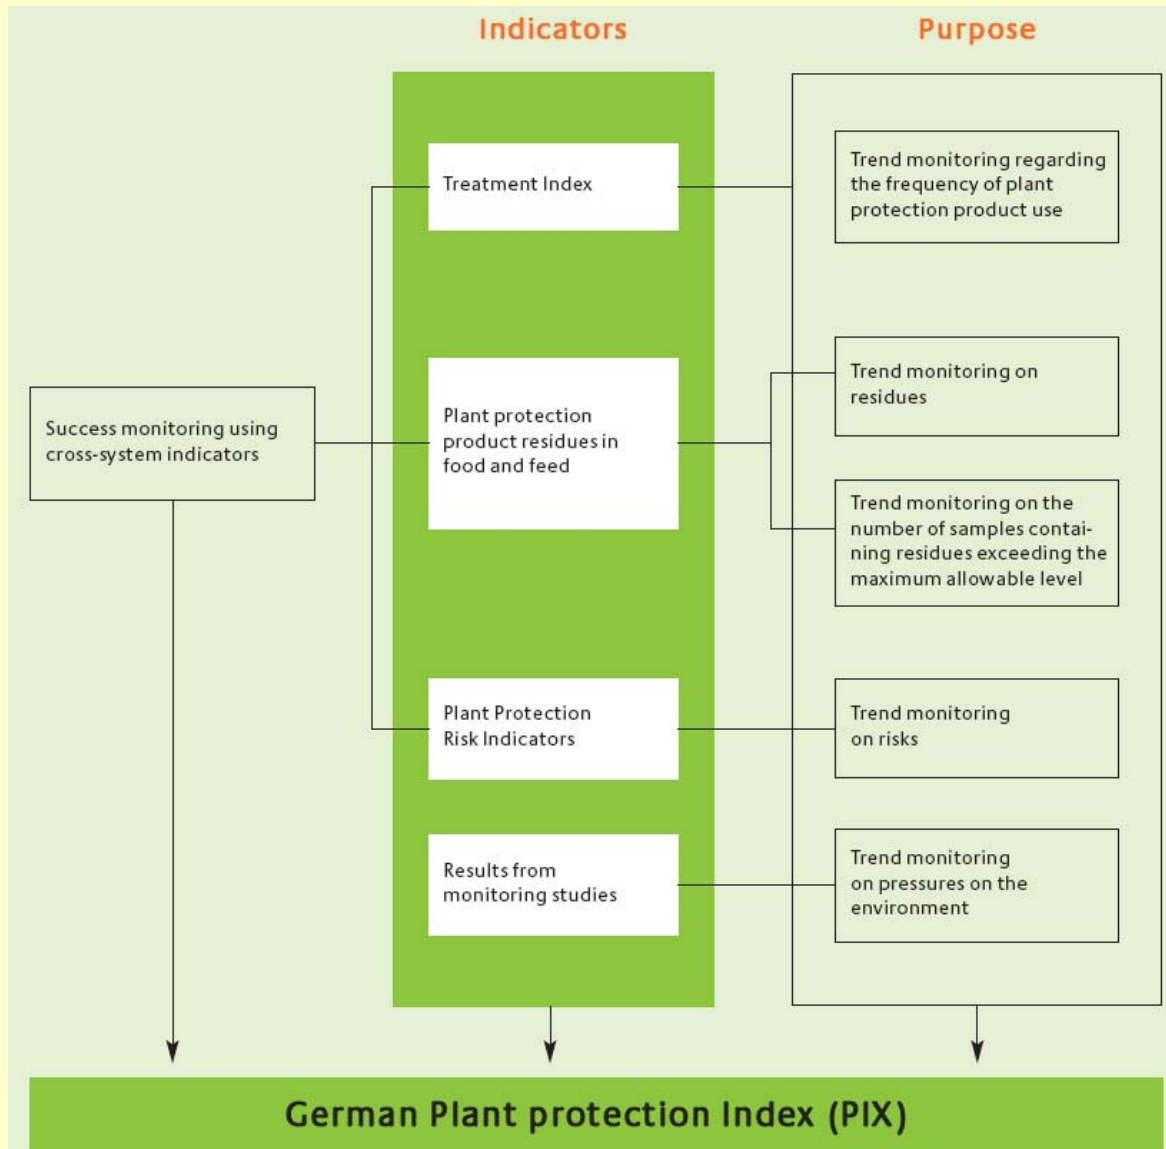 Indicators
Purpose
Treatment Index
Trend monitoring regarding
the frequency of plant
protection product use
Success monitoring using
cross-system indicators
Plant protection
product residues in
food and feed
Trend monitoring on
residues
Trend monitoring on the
number of samples contai-
ning residues exceeding the
maximum allowable level
Plant Protection
Risk Indicators
Trend monitoring
on risks
Results from
monitoring studies
Trend monitoring
on pressures on the
environment
German Plant protection Index (PIX)